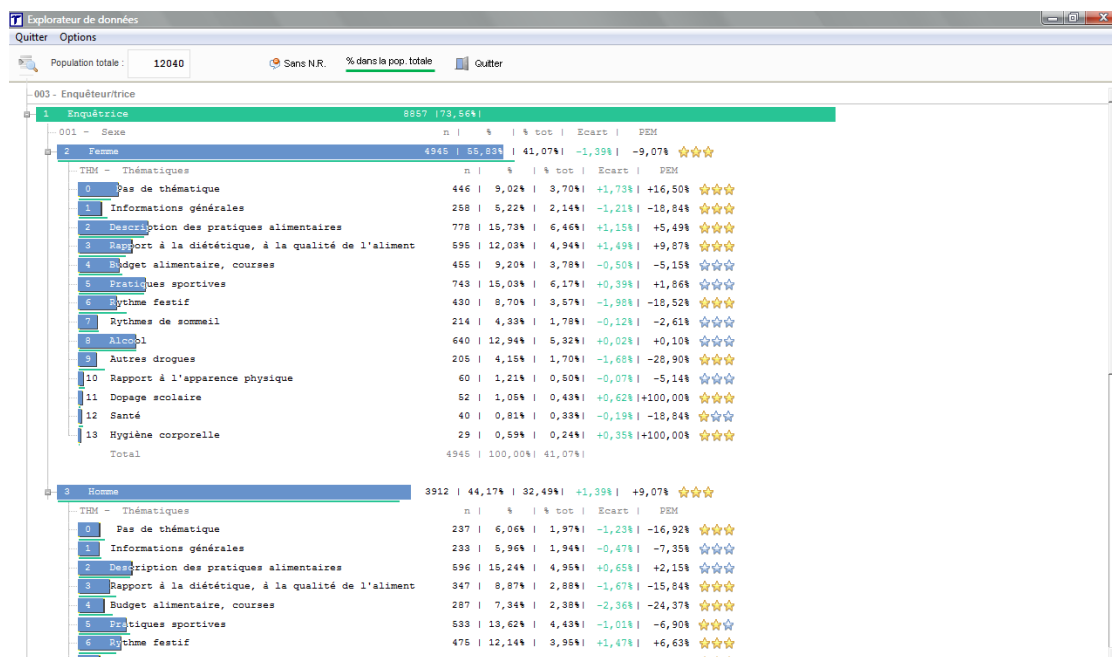 Explorateur de données
Quitter Options
Population totale : 12040 Sans N.R. % dans la pop. totale Quitter
003 - Enquêteur/trice
1 Enquêtrice 8857 |73,56%|
001 - Sexe n | % | % tot | Ecart | PEM
2 Femme 4945 | 55,83% | 41,07%| -1,39%| -9,07%
THM - Thématiques n | % | % tot | Ecart | PEM
0 Pas de thématique 446 | 9,02% | 3,70%| +1,73%| +16,50%
1 Informations générales 258 | 5,22% | 2,14%| -1,21%| -18,84%
2 Description des pratiques alimentaires 778 | 15,73% | 6,46%| +1,15%| +5,49%
3 Rapport à la diététique, à la qualité de l'aliment 595 | 12,03% | 4,94%| +1,49%| +9,87%
4 Budget alimentaire, courses 455 | 9,20% | 3,78%| -0,50%| -5,15%
5 Pratiques sportives 743 | 15,03% | 6,17%| +0,39%| +1,86%
6 Rythme festif 430 | 8,70% | 3,57%| -1,98%| -18,52%
7 Rythmes de sommeil 214 | 4,33% | 1,78%| -0,12%| -2,61%
8 Alcool 640 | 12,94% | 5,32%| +0,02%| +0,10%
9 Autres drogues 205 | 4,15% | 1,70%| -1,68%| -28,90%
10 Rapport à l'apparence physique 60 | 1,21% | 0,50%| -0,07%| -5,14%
11 Dopage scolaire 52 | 1,05% | 0,43%| +0,62%|+100,00%
12 Santé 40 | 0,81% | 0,33%| -0,19%| -18,84%
13 Hygiène corporelle 29 | 0,59% | 0,24%| +0,35%|+100,00%
Total 4945 | 100,00%| 41,07%|
3 Homme 3912 | 44,17% | 32,49%| +1,39%| +9,07%
THM - Thématiques n | % | % tot | Ecart | PEM
0 Pas de thématique 237 | 6,06% | 1,97%| -1,23%| -16,92%
1 Informations générales 233 | 5,96% | 1,94%| -0,47%| -7,35%
2 Description des pratiques alimentaires 596 | 15,24% | 4,95%| +0,65%| +2,15%
3 Rapport à la diététique, à la qualité de l'aliment 347 | 8,87% | 2,88%| -1,67%| -15,84%
4 Budget alimentaire, courses 287 | 7,34% | 2,38%| -2,36%| -24,37%
5 Pratiques sportives 533 | 13,62% | 4,43%| -1,01%| -6,90%
6 Rythme festif 475 | 12,14% | 3,95%| +1,47%| +6,63%